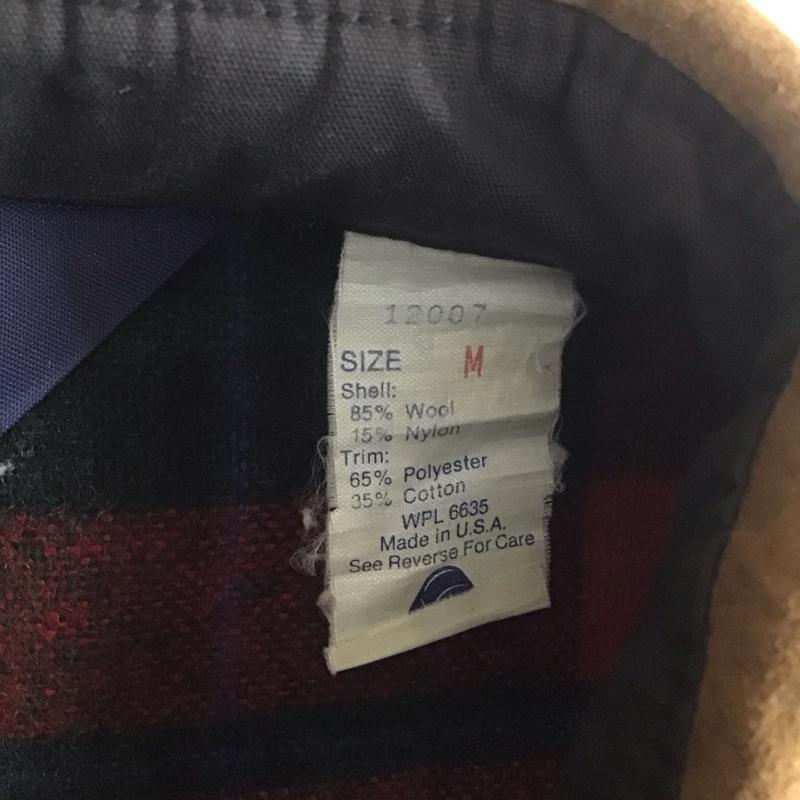 12007
SIZE M
Shell:
85% Wool
15% Nylon
Trim:
65% Polyester
35% Cotton
WPL 6635
Made in U.S.A.
See Reverse For Care